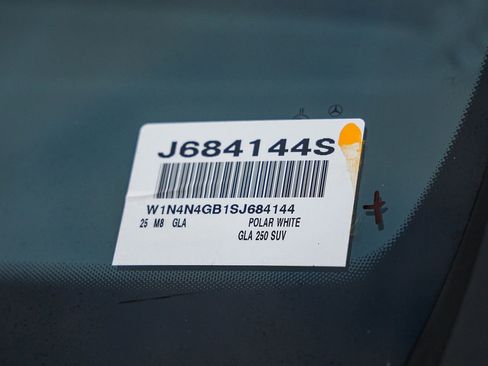 J684144S
W1N4N4GB1SJ684144
25 M8 GLA POLAR WHITE
GLA 250 SUV